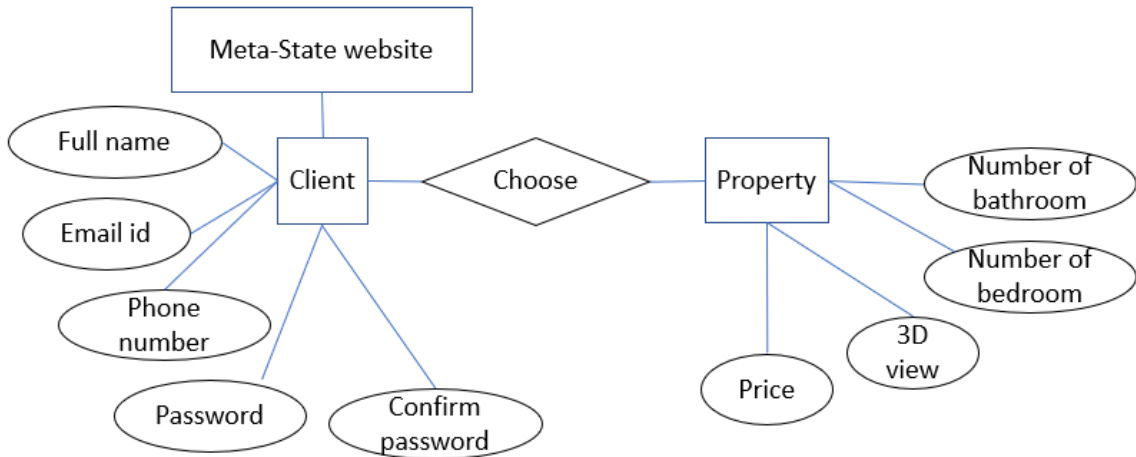 Meta-State website
Full name
Client
Choose
Property
Number of
bathroom
Email id
Number of
bedroom
Phone
number
3D
view
Price
Password
Confirm
password